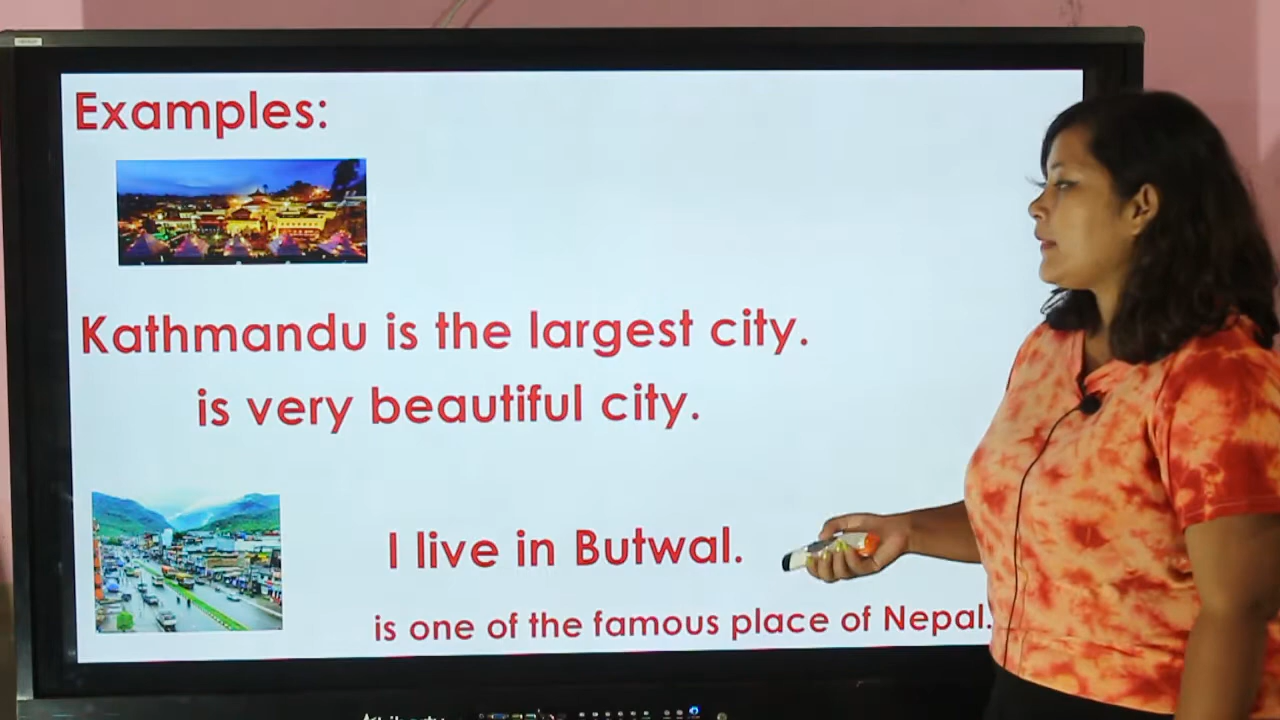 Examples:
Kathmandu is the largest city.
is very beautiful city.
I live in Butwal.
is one of the famous place of Nepal.